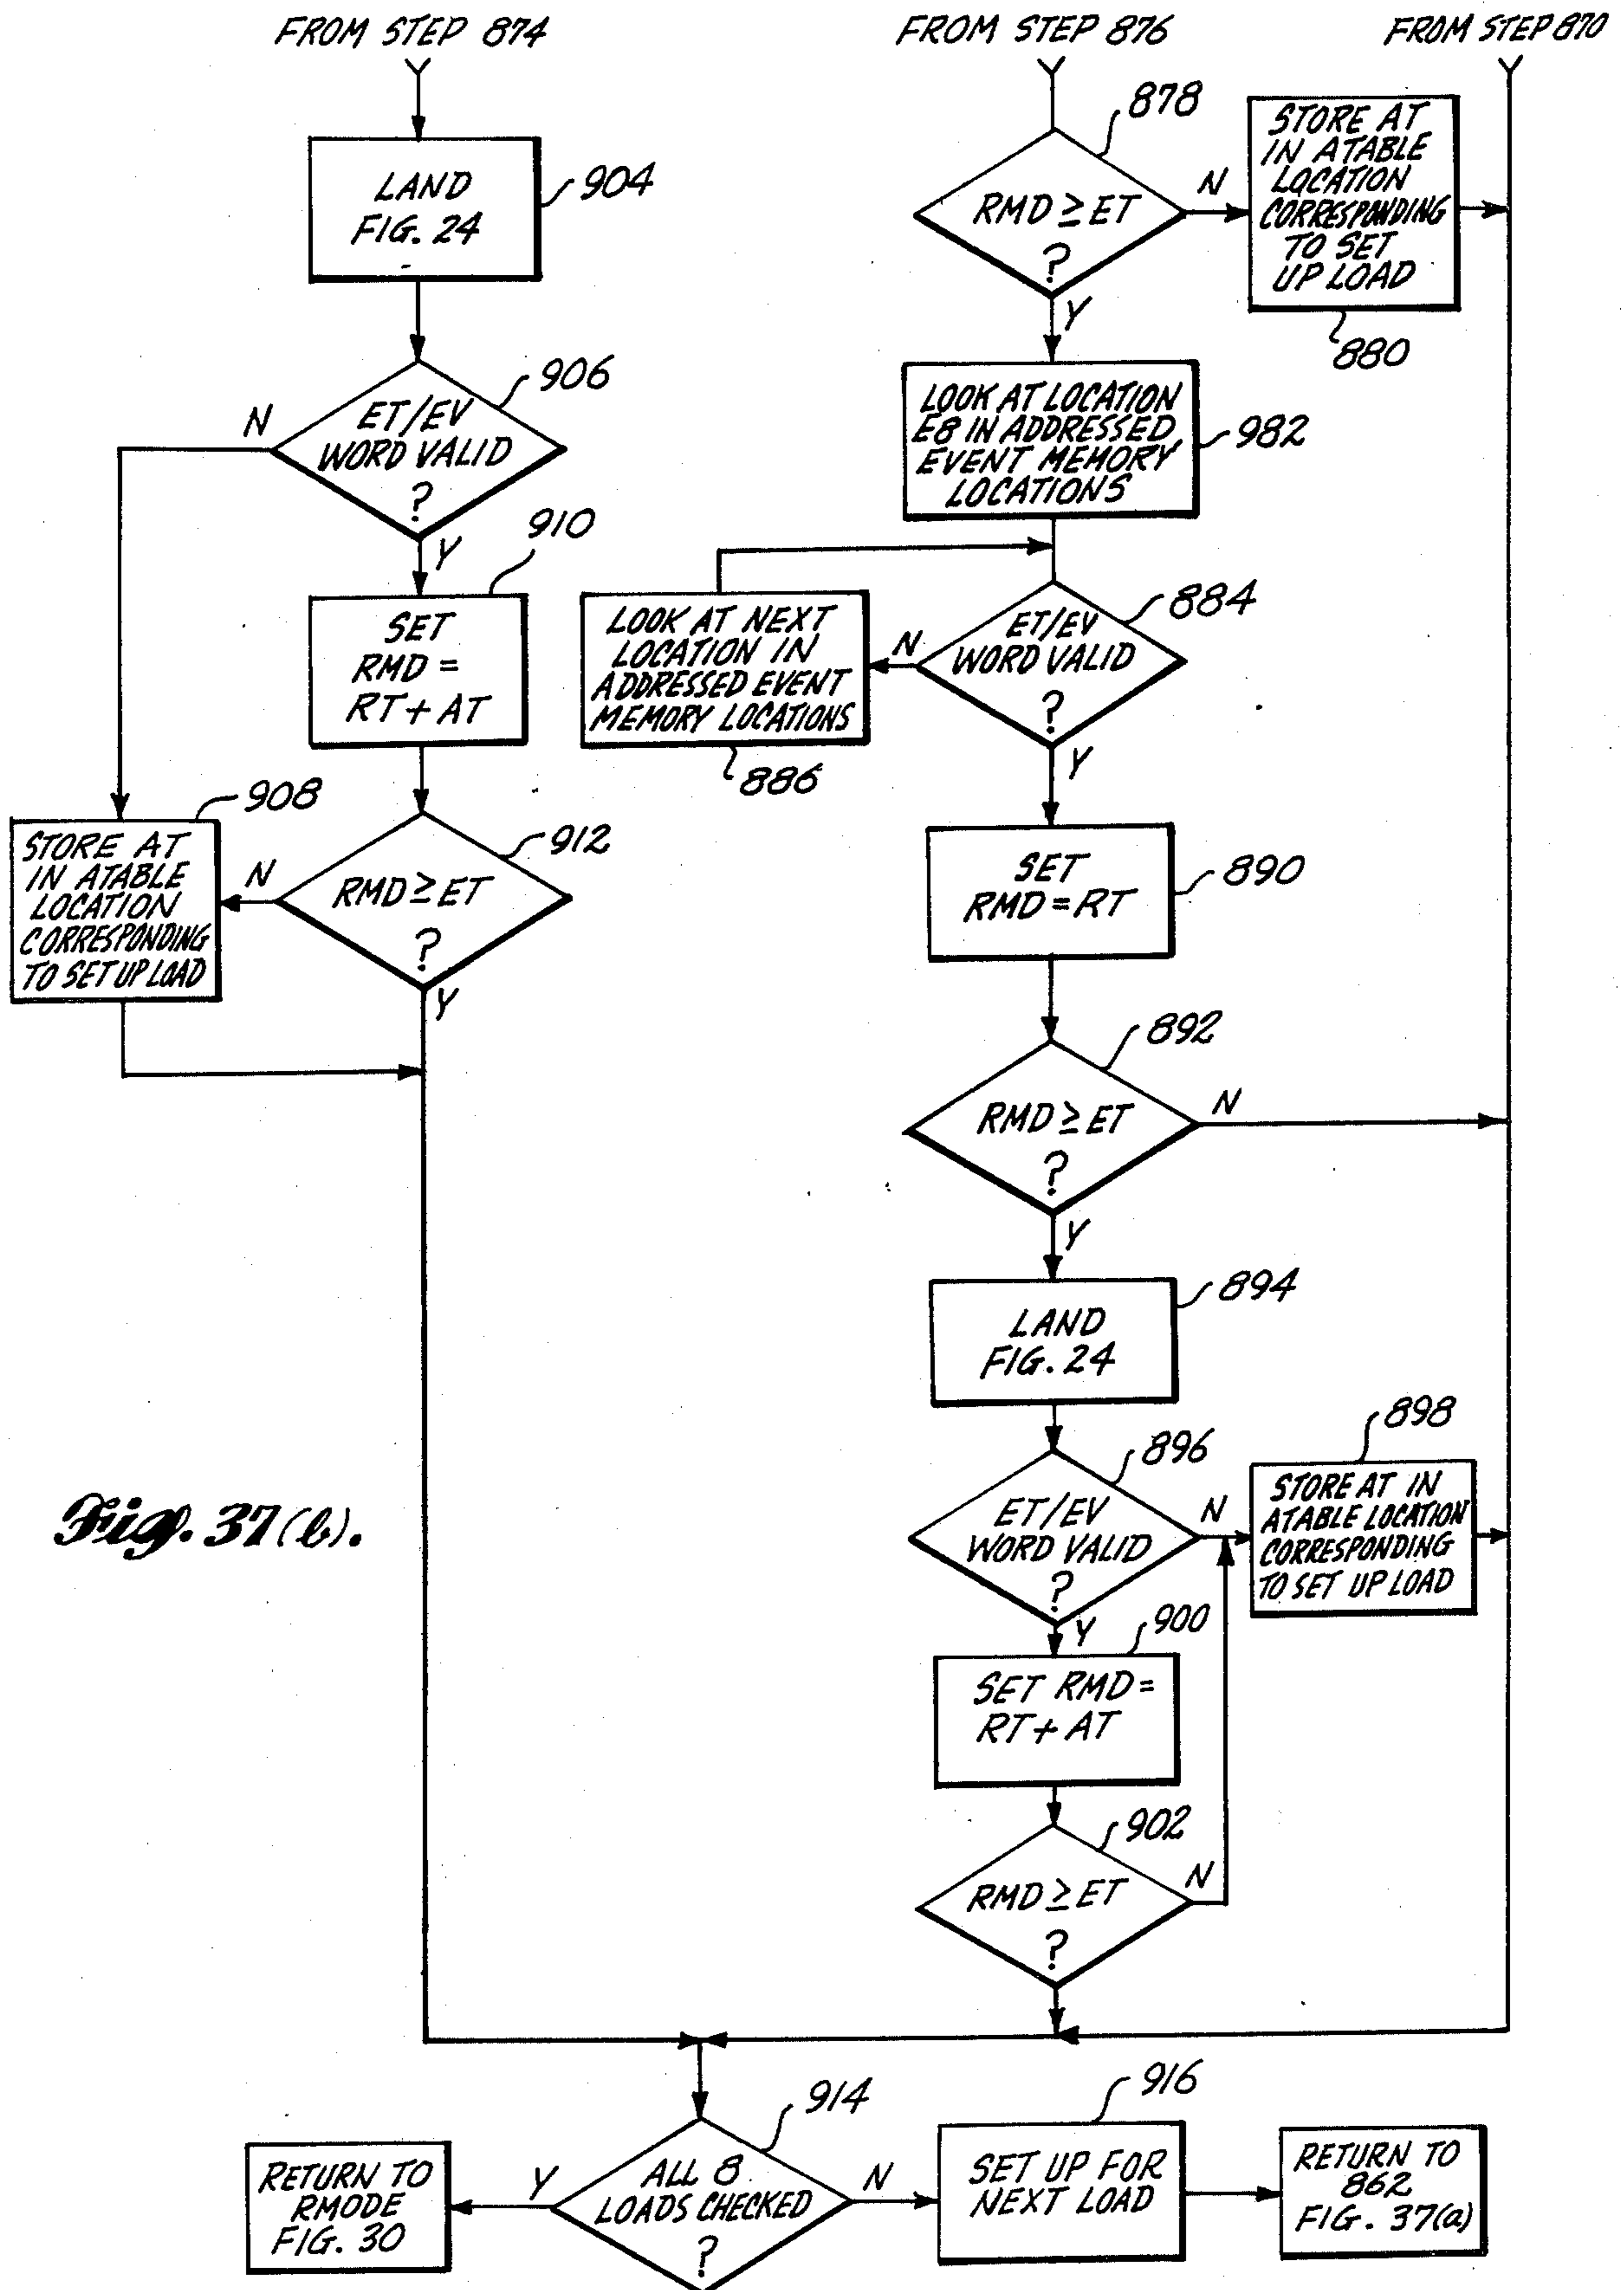 FROM STEP 874
FROM STEP 876
FROM STEP 870
LAND
FIG. 24
904
878
RMD ≥ ET
?
N
Y
STORE AT
IN ATABLE
LOCATION
CORRESPONDING
TO SET
UP LOAD
880
906
ET/EV
WORD VALID
?
N
Y
LOOK AT LOCATION
E8 IN ADDRESSED
EVENT MEMORY
LOCATIONS
982
910
SET
RMD =
RT + AT
LOOK AT NEXT
LOCATION IN
ADDRESSED EVENT
MEMORY LOCATIONS
886
884
ET/EV
WORD VALID
?
N
Y
908
STORE AT
IN ATABLE
LOCATION
CORRESPONDING
TO SET UP LOAD
912
RMD ≥ ET
?
N
Y
SET
RMD = RT
890
892
RMD ≥ ET
?
N
Y
LAND
FIG. 24
894
896
ET/EV
WORD VALID
?
N
Y
898
STORE AT IN
ATABLE LOCATION
CORRESPONDING
TO SET UP LOAD
Fig. 37(b).
900
SET RMD =
RT + AT
902
RMD ≥ ET
?
N
914
ALL 8
LOADS CHECKED
?
Y
N
RETURN TO
RMODE
FIG. 30
916
SET UP FOR
NEXT LOAD
RETURN TO
862
FIG. 37(a)